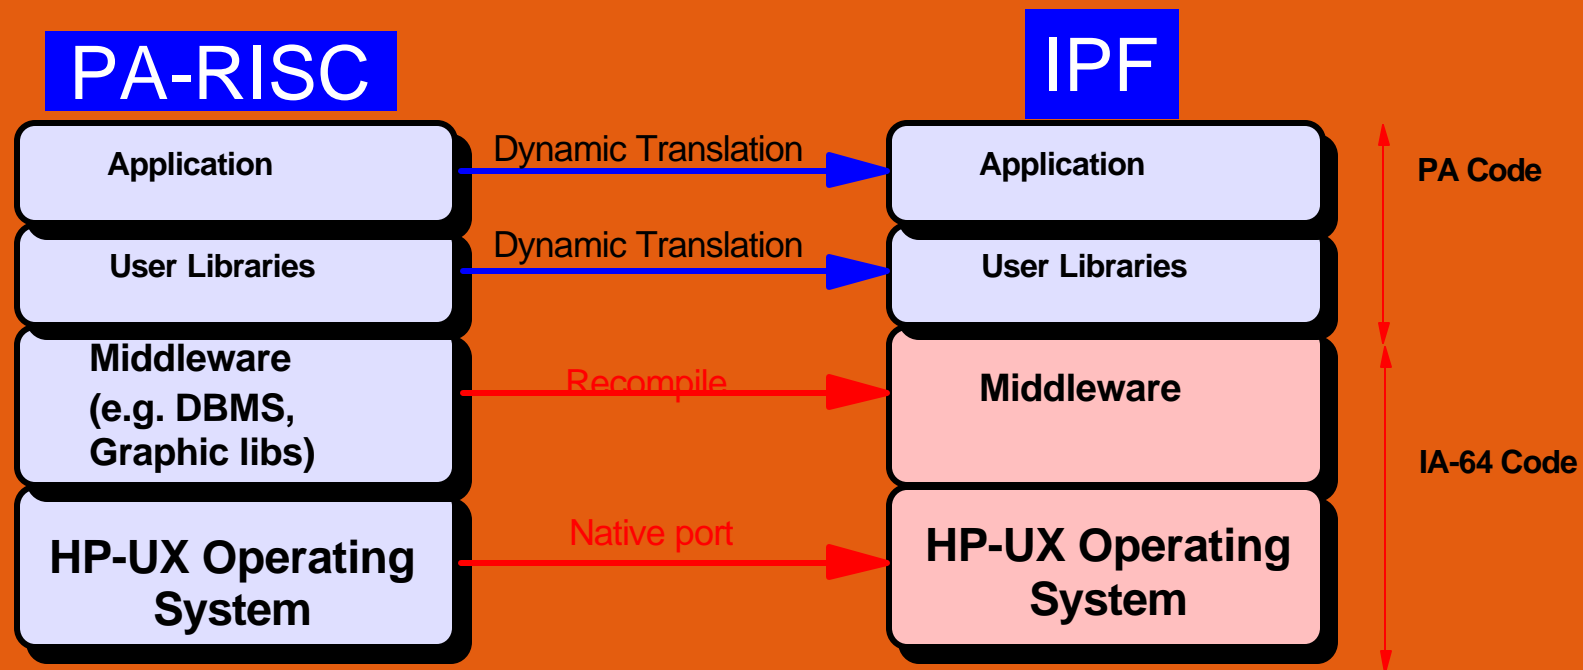 PA-RISC
IPF
Application
Dynamic Translation
Application
PA Code
User Libraries
Dynamic Translation
User Libraries
Middleware
(e.g. DBMS,
Graphic libs)
Recompile
Middleware
IA-64 Code
HP-UX Operating
System
Native port
HP-UX Operating
System